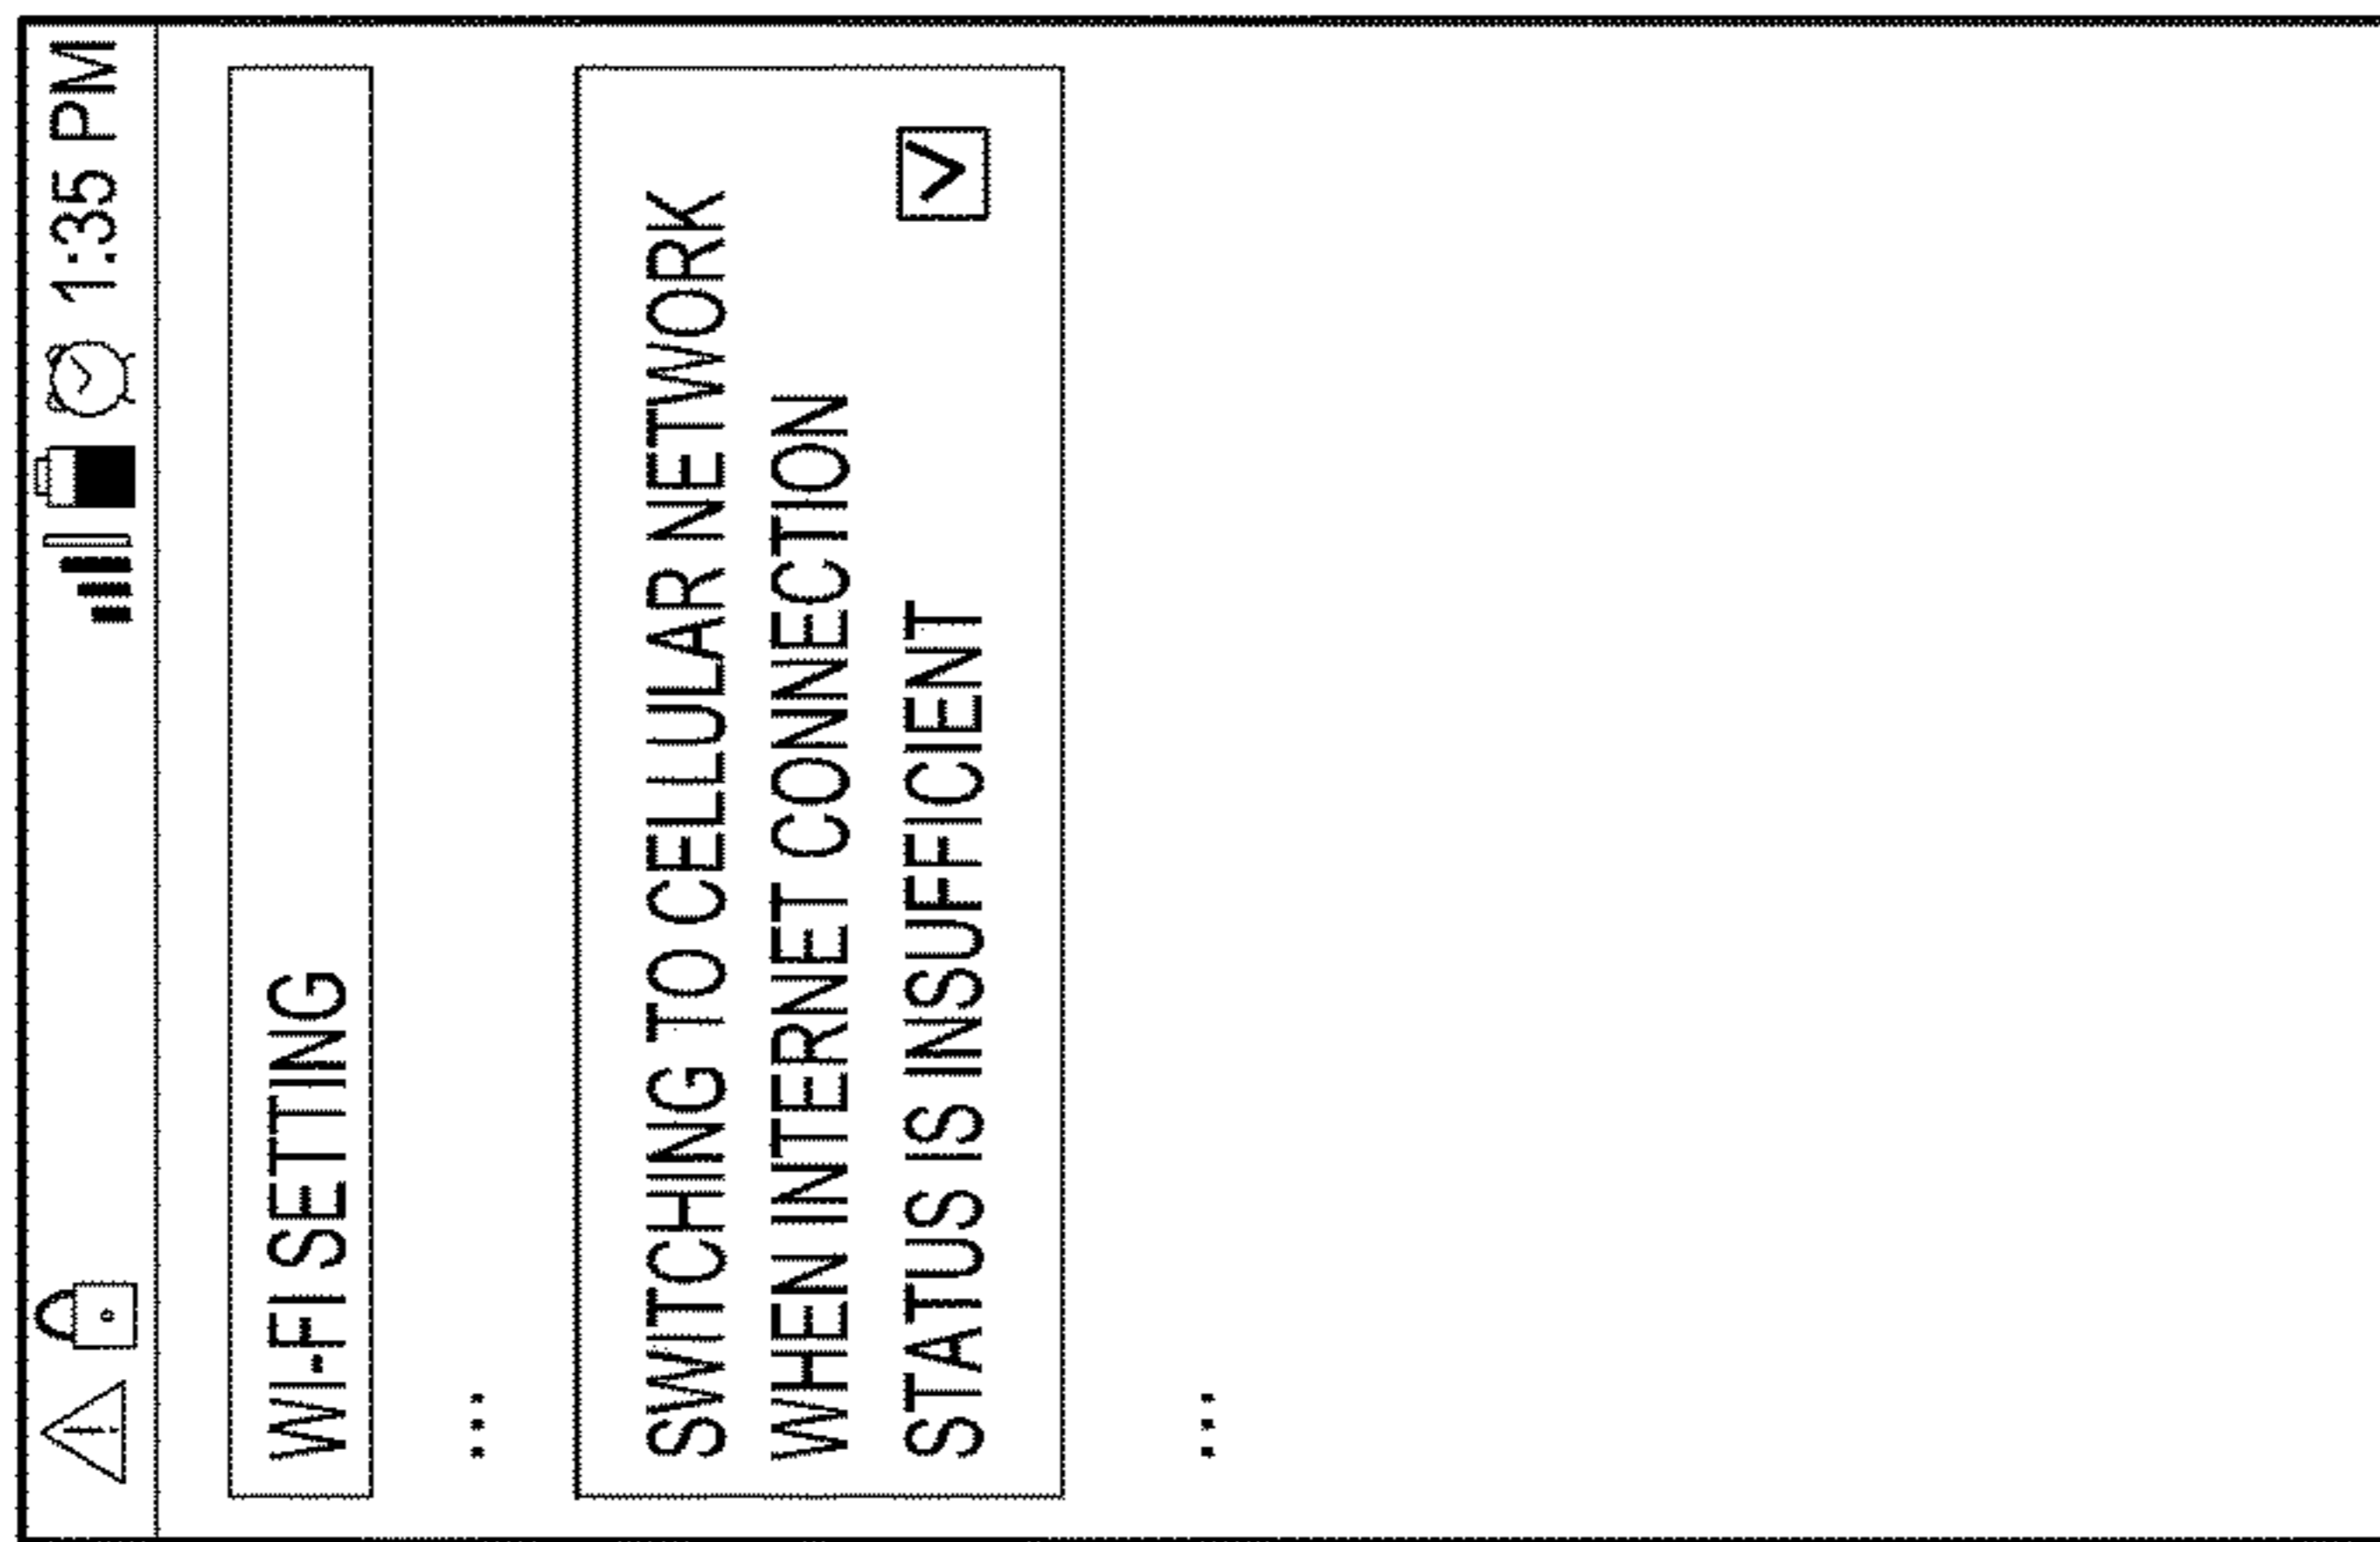 1:35 PM
WI-FI SETTING
...
SWITCHING TO CELLULAR NETWORK
WHEN INTERNET CONNECTION
STATUS IS INSUFFICIENT
...